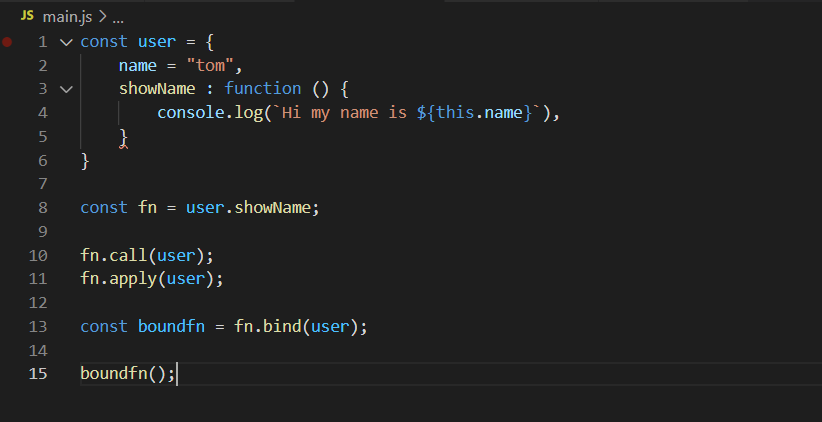 JS main.js > ...
1 const user = {
2 name = "tom",
3 showName : function () {
4 console.log(`Hi my name is ${this.name}`),
5 }
6 }
7
8 const fn = user.showName;
9
10 fn.call(user);
11 fn.apply(user);
12
13 const boundfn = fn.bind(user);
14
15 boundfn();